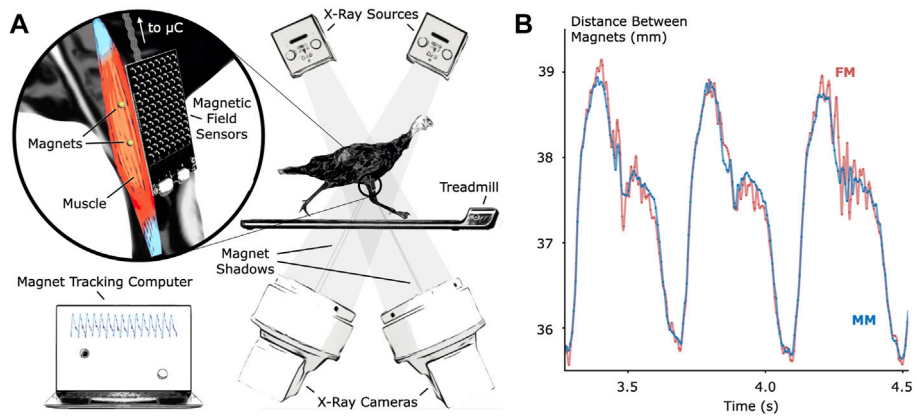 A
to µC
X-Ray Sources
Magnetic
Field
Sensors
Magnets
Muscle
Treadmill
Magnet
Shadows
Magnet Tracking Computer
X-Ray Cameras
B
Distance Between
Magnets (mm)
39
38
37
36
FM
MM
3.5
4.0
4.5
Time (s)